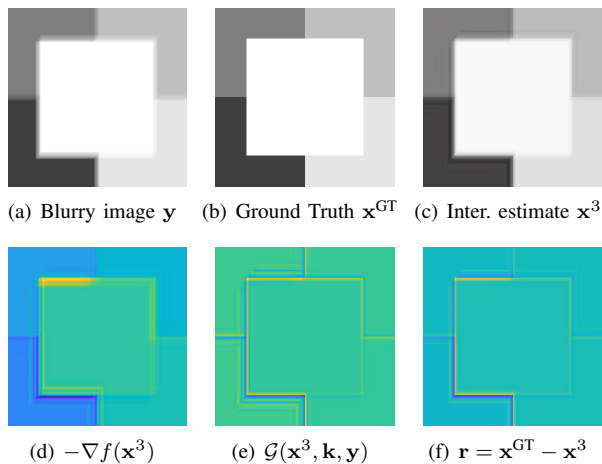 (a) Blurry image y
(b) Ground Truth x^GT
(c) Inter. estimate x^3
(d) −∇f(x^3)
(e) 𝒢(x^3, k, y)
(f) r = x^GT − x^3